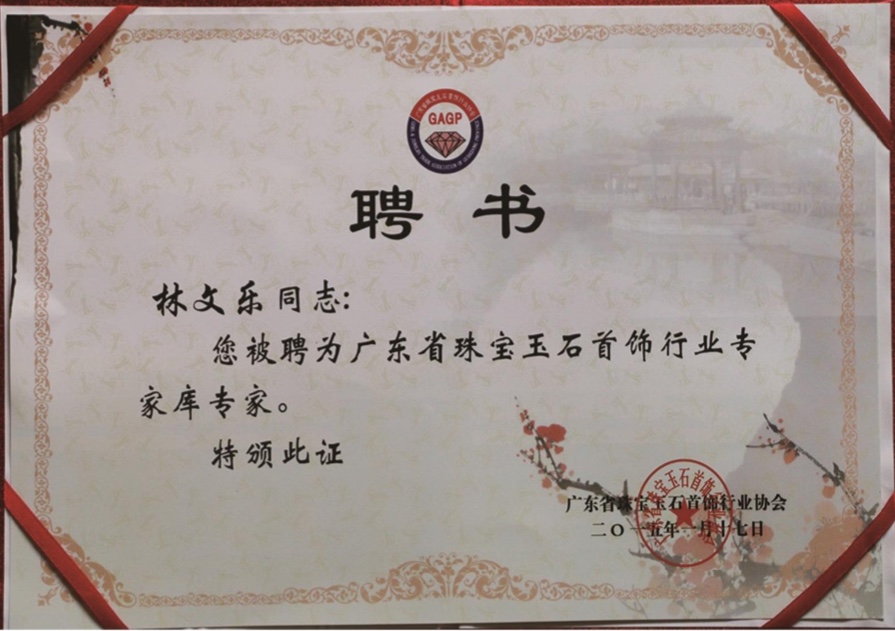 GAGP
聘书
林文乐同志:
您被聘为广东省珠宝玉石首饰行业专
家库专家。
特颁此证
广东省珠宝玉石首饰行业协会
二〇一五年一月十七日